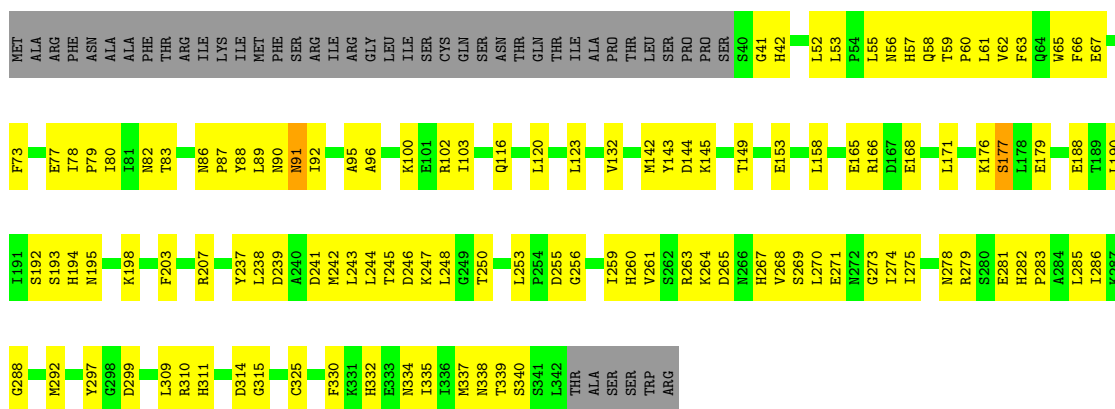 MET ALA ARG PHE ASN ALA ALA PHE THR ARG ILE LYS ILE MET PHE SER ARG ILE ARG GLY LEU ILE SER CYS GLN SER ASN THR GLN THR ILE ALA PRO THR LEU SER PRO PRO SER S40 G41 H42 L52 L53 P54 L55 N56 H57 Q58 T59 P60 L61 V62 F63 Q64 W65 F66 E67
F73 E77 I78 P79 I80 I81 N82 T83 N86 P87 Y88 L89 N90 N91 I92 A95 A96 K100 E101 R102 I103 Q116 L120 L123 V132 M142 Y143 D144 K145 T149 E153 L158 E165 R166 D167 E168 L171 K176 S177 L178 E179 E188 T189 L190
I191 S192 S193 H194 N195 K198 F203 R207 Y237 L238 D239 A240 D241 M242 L243 L244 T245 D246 K247 L248 G249 T250 L253 P254 D255 G256 I259 H260 V261 S262 R263 K264 D265 N266 H267 V268 S269 L270 E271 N272 G273 I274 I275 N278 R279 S280 E281 H282 P283 A284 L285 I286 K287
G288 M292 Y297 G298 D299 L309 R310 H311 D314 G315 C325 F330 K331 H332 E333 N334 I335 I336 M337 N338 T339 S340 S341 L342 THR ALA SER SER TRP ARG